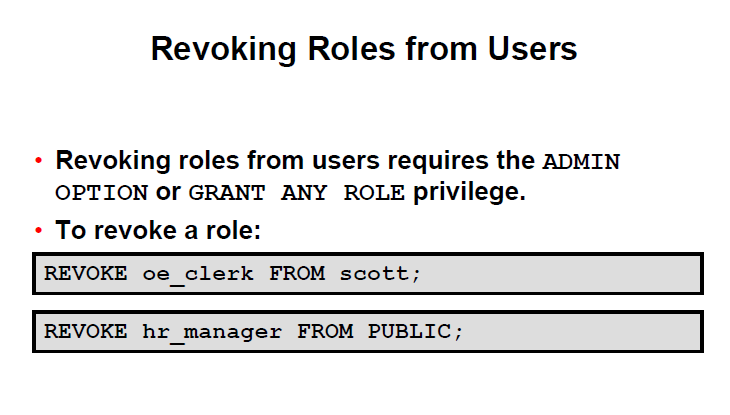 Revoking Roles from Users
• Revoking roles from users requires the ADMIN
OPTION or GRANT ANY ROLE privilege.
• To revoke a role:
REVOKE oe_clerk FROM scott;
REVOKE hr_manager FROM PUBLIC;